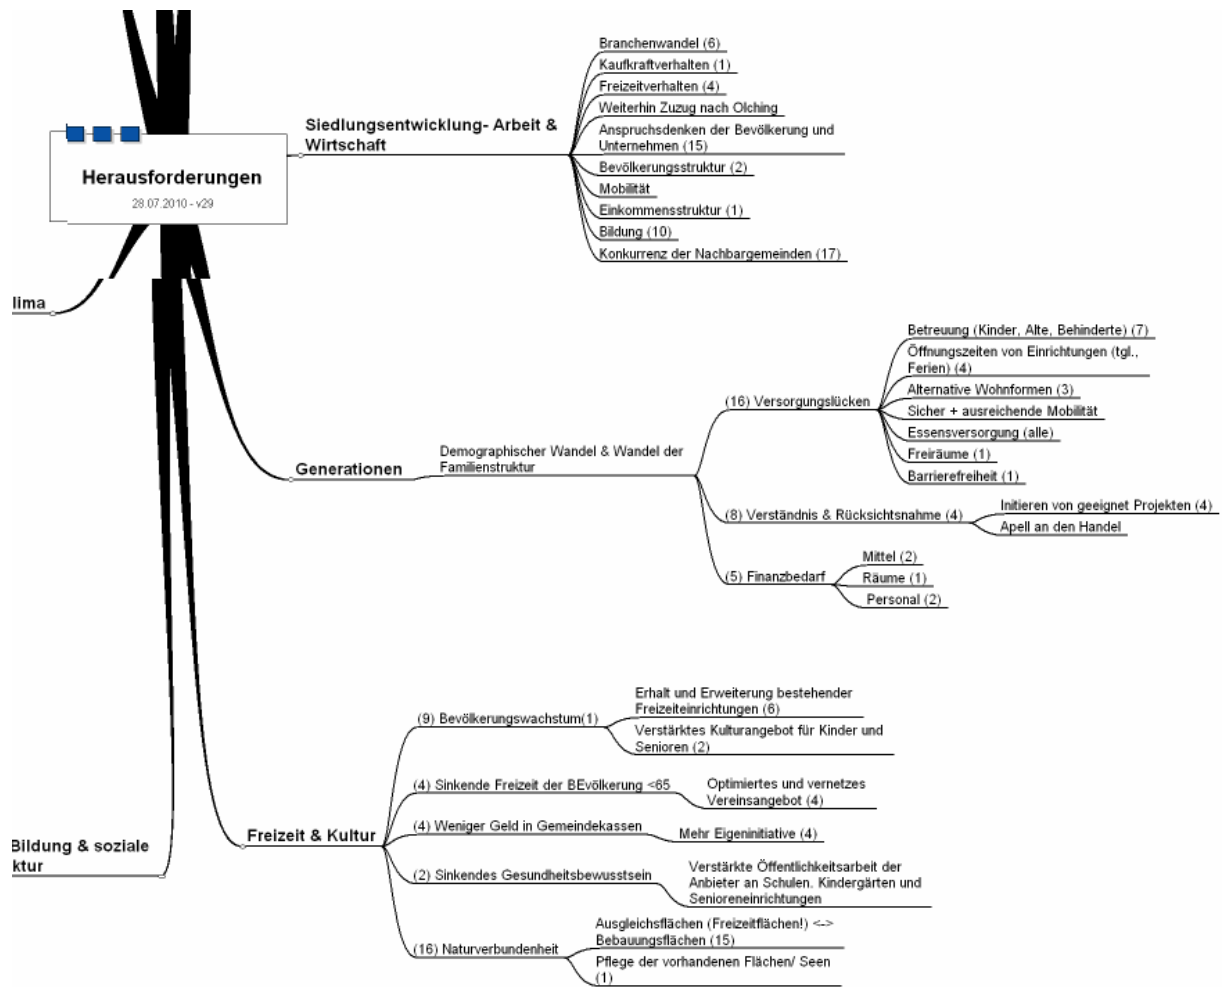 Herausforderungen
28.07.2010 - v29
Siedlungsentwicklung- Arbeit &
Wirtschaft
Branchenwandel (6)
Kaufkraftverhalten (1)
Freizeitverhalten (4)
Weiterhin Zuzug nach Olching
Anspruchsdenken der Bevölkerung und
Unternehmen (15)
Bevölkerungsstruktur (2)
Mobilität
Einkommensstruktur (1)
Bildung (10)
Konkurrenz der Nachbargemeinden (17)
lima
Generationen
Demographischer Wandel & Wandel der
Familienstruktur
(16) Versorgungslücken
Betreuung (Kinder, Alte, Behinderte) (7)
Öffnungszeiten von Einrichtungen (tgl.,
Ferien) (4)
Alternative Wohnformen (3)
Sicher + ausreichende Mobilität
Essensversorgung (alle)
Freiräume (1)
Barrierefreiheit (1)
(8) Verständnis & Rücksichtsnahme (4)
Initieren von geeignet Projekten (4)
Apell an den Handel
(5) Finanzbedarf
Mittel (2)
Räume (1)
Personal (2)
Bildung & soziale
ktur
Freizeit & Kultur
(9) Bevölkerungswachstum(1)
Erhalt und Erweiterung bestehender
Freizeiteinrichtungen (6)
Verstärktes Kulturangebot für Kinder und
Senioren (2)
(4) Sinkende Freizeit der BEvölkerung <65
Optimiertes und vernetzes
Vereinsangebot (4)
(4) Weniger Geld in Gemeindekassen
Mehr Eigeninitiative (4)
(2) Sinkendes Gesundheitsbewusstsein
Verstärkte Öffentlichkeitsarbeit der
Anbieter an Schulen. Kindergärten und
Senioreneinrichtungen
(16) Naturverbundenheit
Ausgleichsflächen (Freizeitflächen!) <->
Bebauungsflächen (15)
Pflege der vorhandenen Flächen/ Seen
(1)